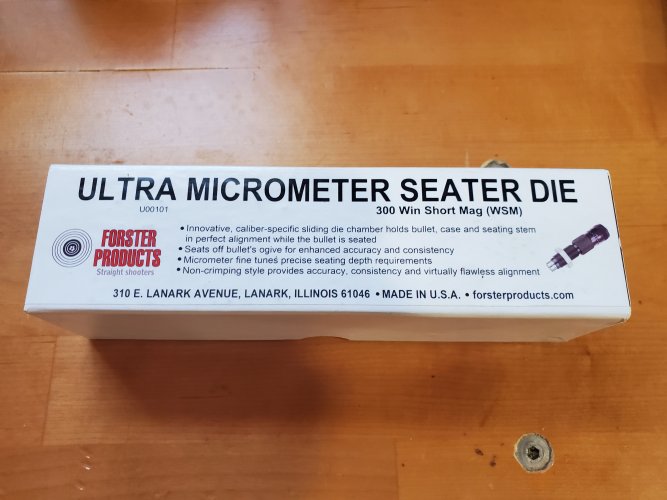 ULTRA MICROMETER SEATER DIE
U00101
300 Win Short Mag (WSM)
FORSTER
PRODUCTS
Straight shooters
• Innovative, caliber-specific sliding die chamber holds bullet, case and seating stem
in perfect alignment while the bullet is seated
• Seats off bullet's ogive for enhanced accuracy and consistency
• Micrometer fine tunes precise seating depth requirements
• Non-crimping style provides accuracy, consistency and virtually flawless alignment
310 E. LANARK AVENUE, LANARK, ILLINOIS 61046 • MADE IN U.S.A. • forsterproducts.com